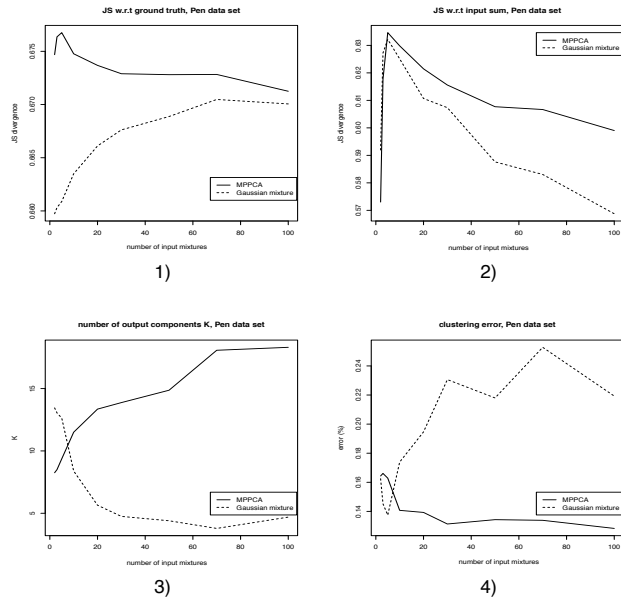 JS w.r.t ground truth, Pen data set
JS divergence
0.660 0.665 0.670 0.675
MPPCA
Gaussian mixture
0 20 40 60 80 100
number of input mixtures
1)
JS w.r.t input sum, Pen data set
JS divergence
0.57 0.58 0.59 0.60 0.61 0.62 0.63
MPPCA
Gaussian mixture
0 20 40 60 80 100
number of input mixtures
2)
number of output components K, Pen data set
K
5 10 15
MPPCA
Gaussian mixture
0 20 40 60 80 100
number of input mixtures
3)
clustering error, Pen data set
error (%)
0.14 0.16 0.18 0.20 0.22 0.24
MPPCA
Gaussian mixture
0 20 40 60 80 100
number of input mixtures
4)